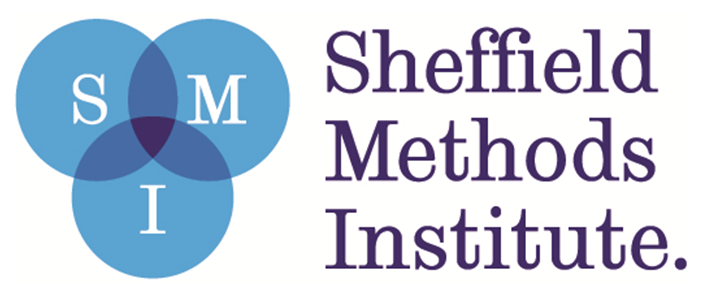 S M
I
Sheffield
Methods
Institute.